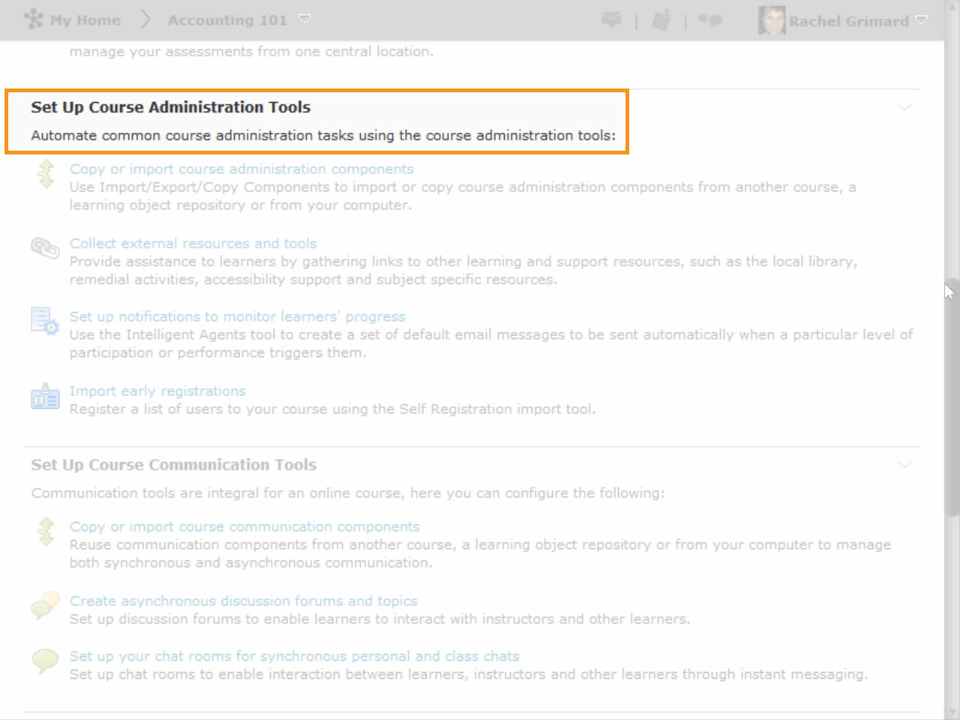 My Home Accounting 101 Rachel Grimard
manage your assessments from one central location.
Set Up Course Administration Tools
Automate common course administration tasks using the course administration tools:
Copy or import course administration components
Use Import/Export/Copy Components to import or copy course administration components from another course, a
learning object repository or from your computer.
Collect external resources and tools
Provide assistance to learners by gathering links to other learning and support resources, such as the local library,
remedial activities, accessibility support and subject specific resources.
Set up notifications to monitor learners' progress
Use the Intelligent Agents tool to create a set of default email messages to be sent automatically when a particular level of
participation or performance triggers them.
Import early registrations
Register a list of users to your course using the Self Registration import tool.
Set Up Course Communication Tools
Communication tools are integral for an online course, here you can configure the following:
Copy or import course communication components
Reuse communication components from another course, a learning object repository or from your computer to manage
both synchronous and asynchronous communication.
Create asynchronous discussion forums and topics
Set up discussion forums to enable learners to interact with instructors and other learners.
Set up your chat rooms for synchronous personal and class chats
Set up chat rooms to enable interaction between learners, instructors and other learners through instant messaging.